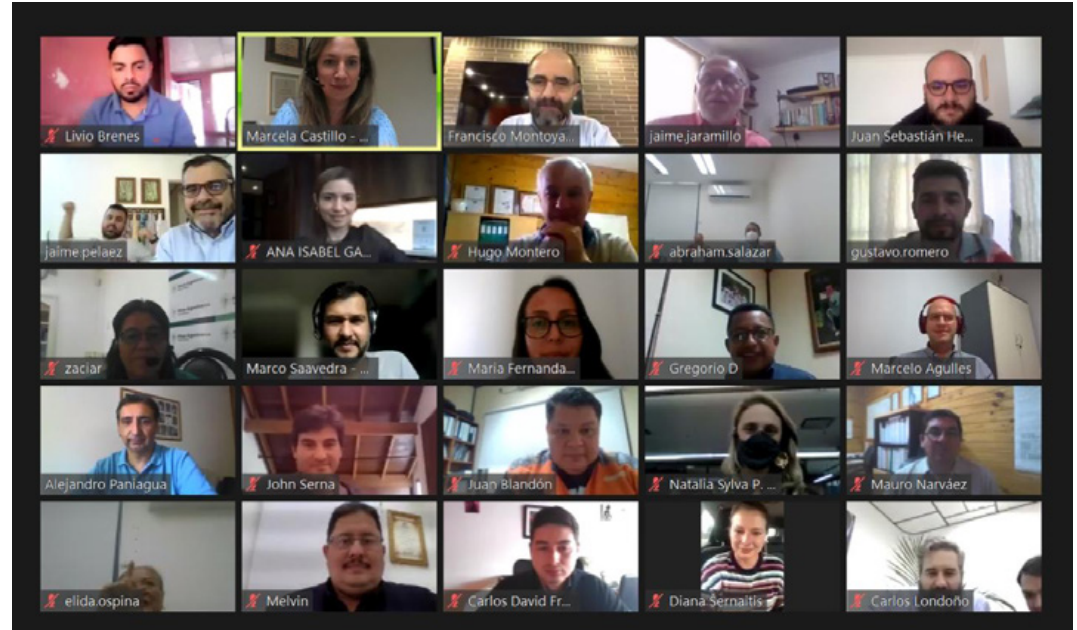 Livio Brenes
Marcela Castillo - ...
Francisco Montoya...
jaime.jaramillo
Juan Sebastián He...
jaime.pelaez
ANA ISABEL GA...
Hugo Montero
abraham.salazar
gustavo.romero
zaciar
Marco Saavedra - ...
Maria Fernanda...
Gregorio D
Marcelo Agulles
Alejandro Paniagua
John Serna
Juan Blandón
Natalia Sylva P. ...
Mauro Narváez
elida.ospina
Melvin
Carlos David Fr...
Diana Sernaitis
Carlos Londoño